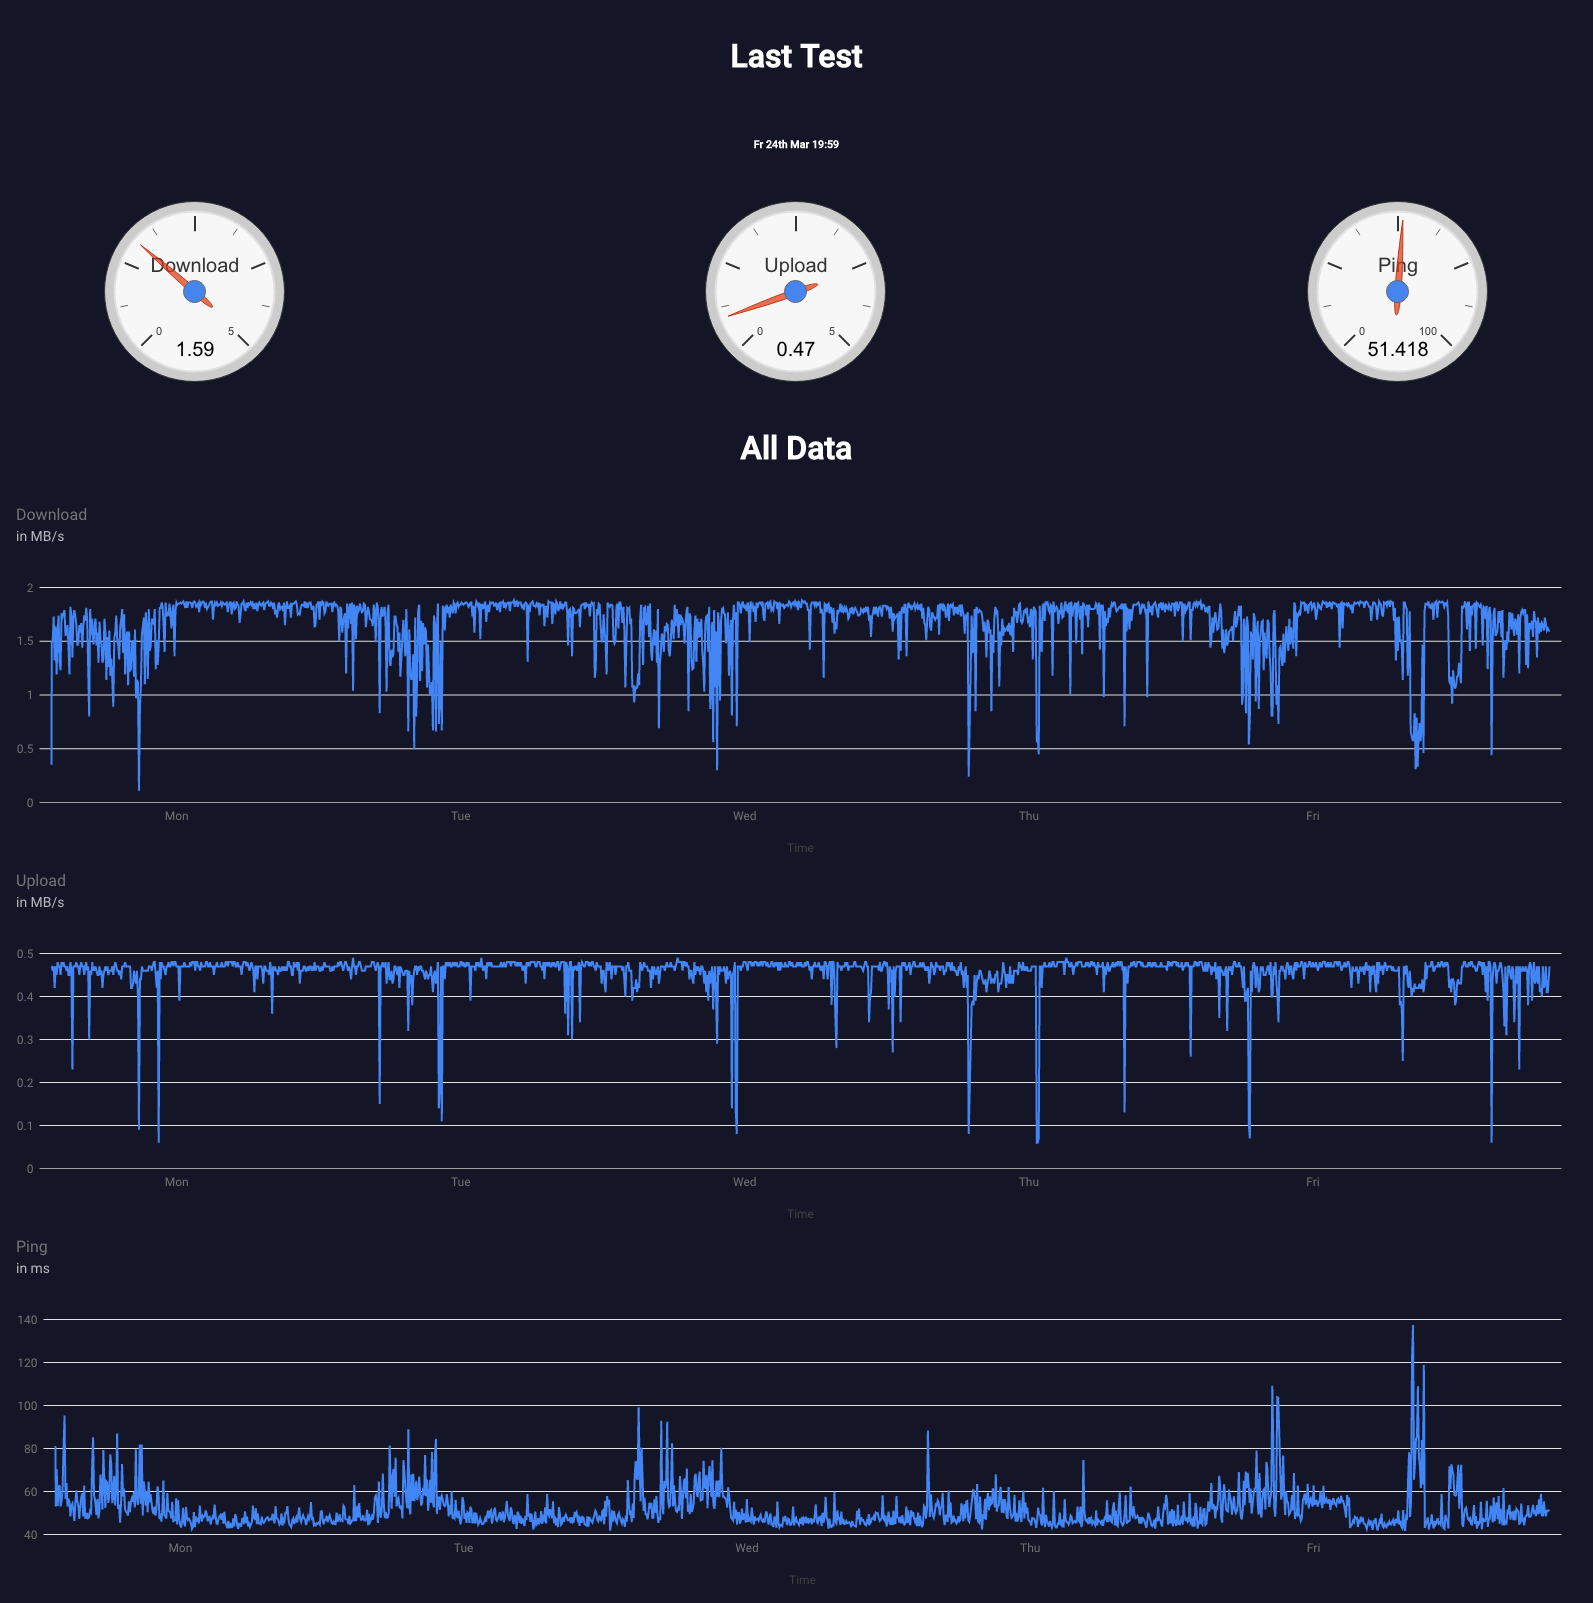 Last Test
Fr 24th Mar 19:59
Download
0 5
1.59
Upload
0 5
0.47
Ping
0 100
51.418
All Data
Download
in MB/s
2
1.5
1
0.5
0
Mon Tue Wed Thu Fri
Time
Upload
in MB/s
0.5
0.4
0.3
0.2
0.1
0
Mon Tue Wed Thu Fri
Time
Ping
in ms
140
120
100
80
60
40
Mon Tue Wed Thu Fri
Time